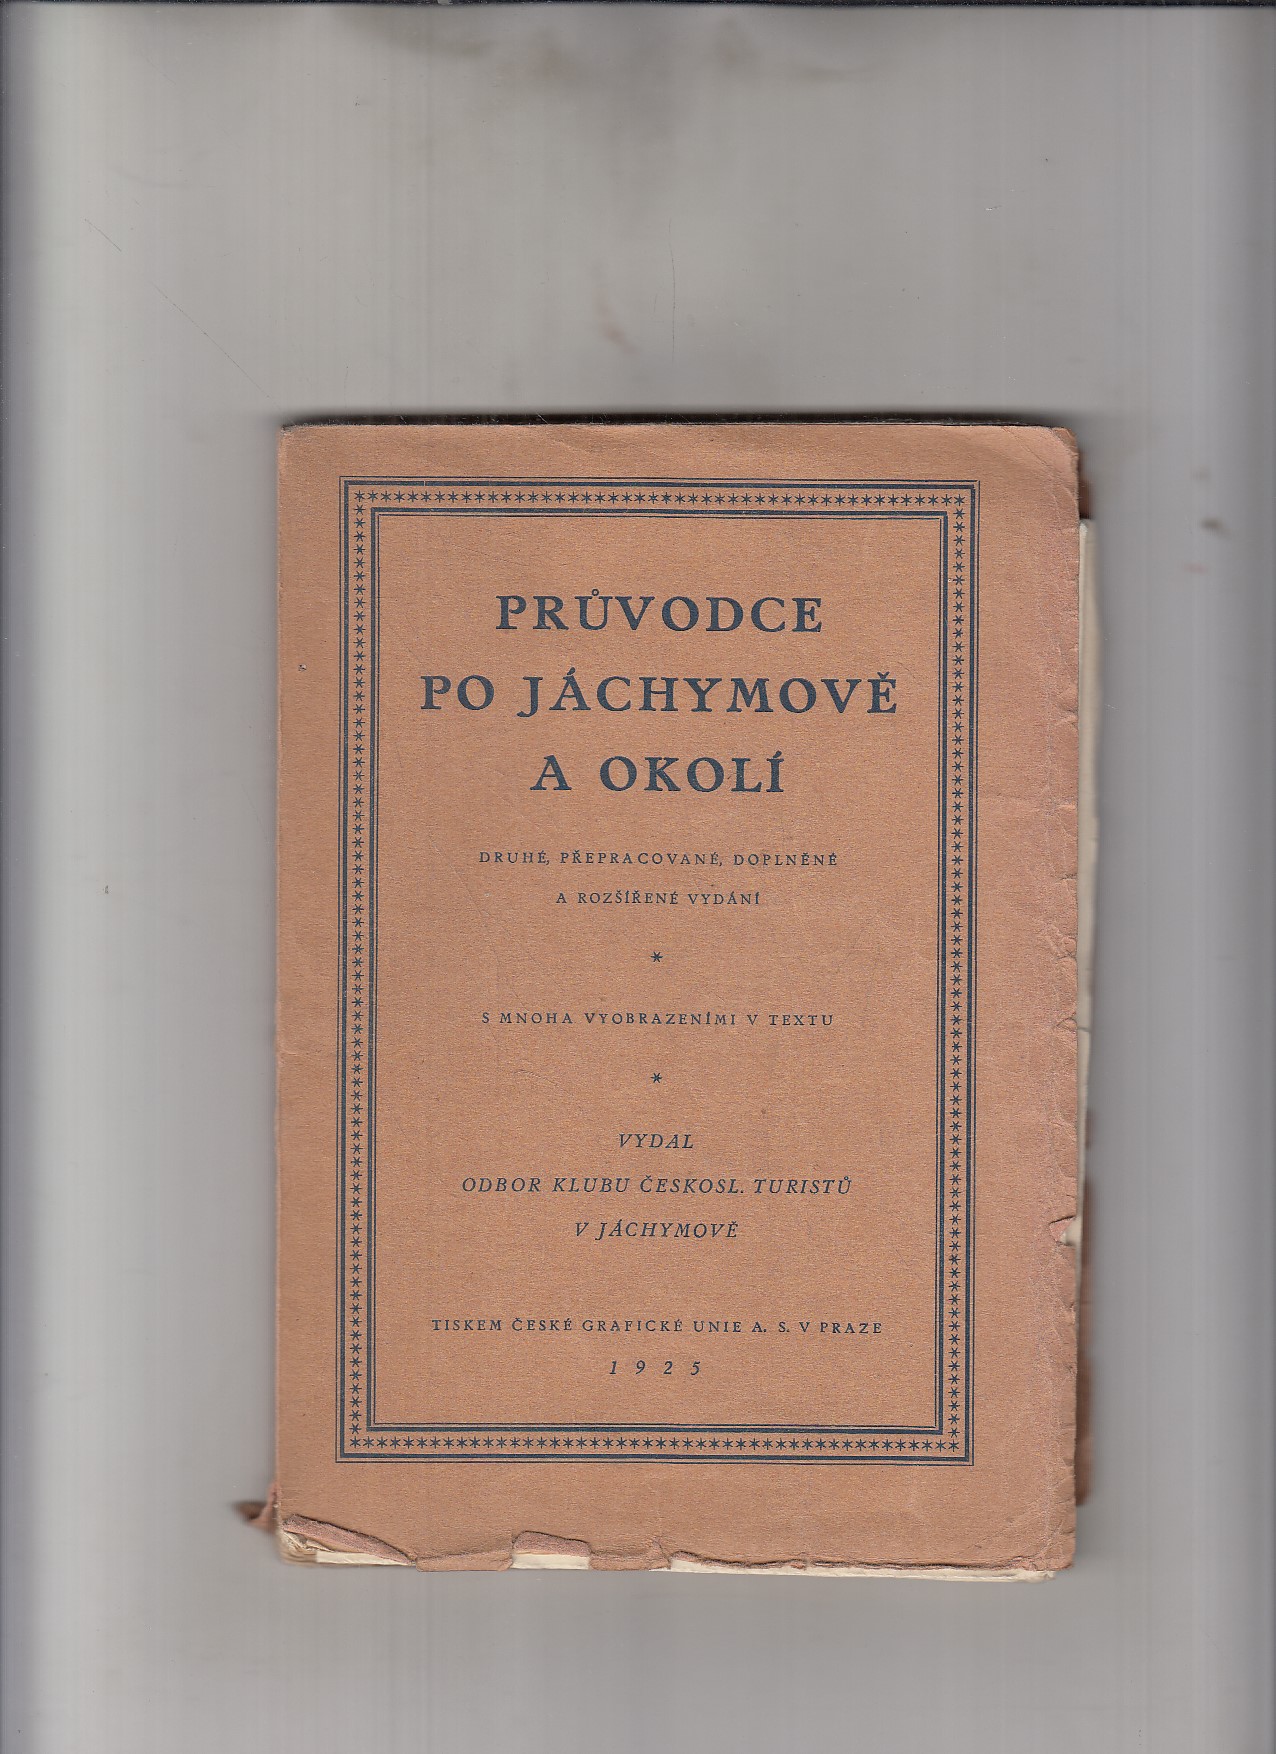 PRŮVODCE
PO JÁCHYMOVĚ
A OKOLÍ
DRUHÉ, PŘEPRACOVANÉ, DOPLNĚNÉ
A ROZŠÍŘENÉ VYDÁNÍ
*
S MNOHA VYOBRAZENÍMI V TEXTU
*
VYDAL
ODBOR KLUBU ČESKOSL. TURISTŮ
V JÁCHYMOVĚ
TISKEM ČESKÉ GRAFICKÉ UNIE A. S. V PRAZE
1925